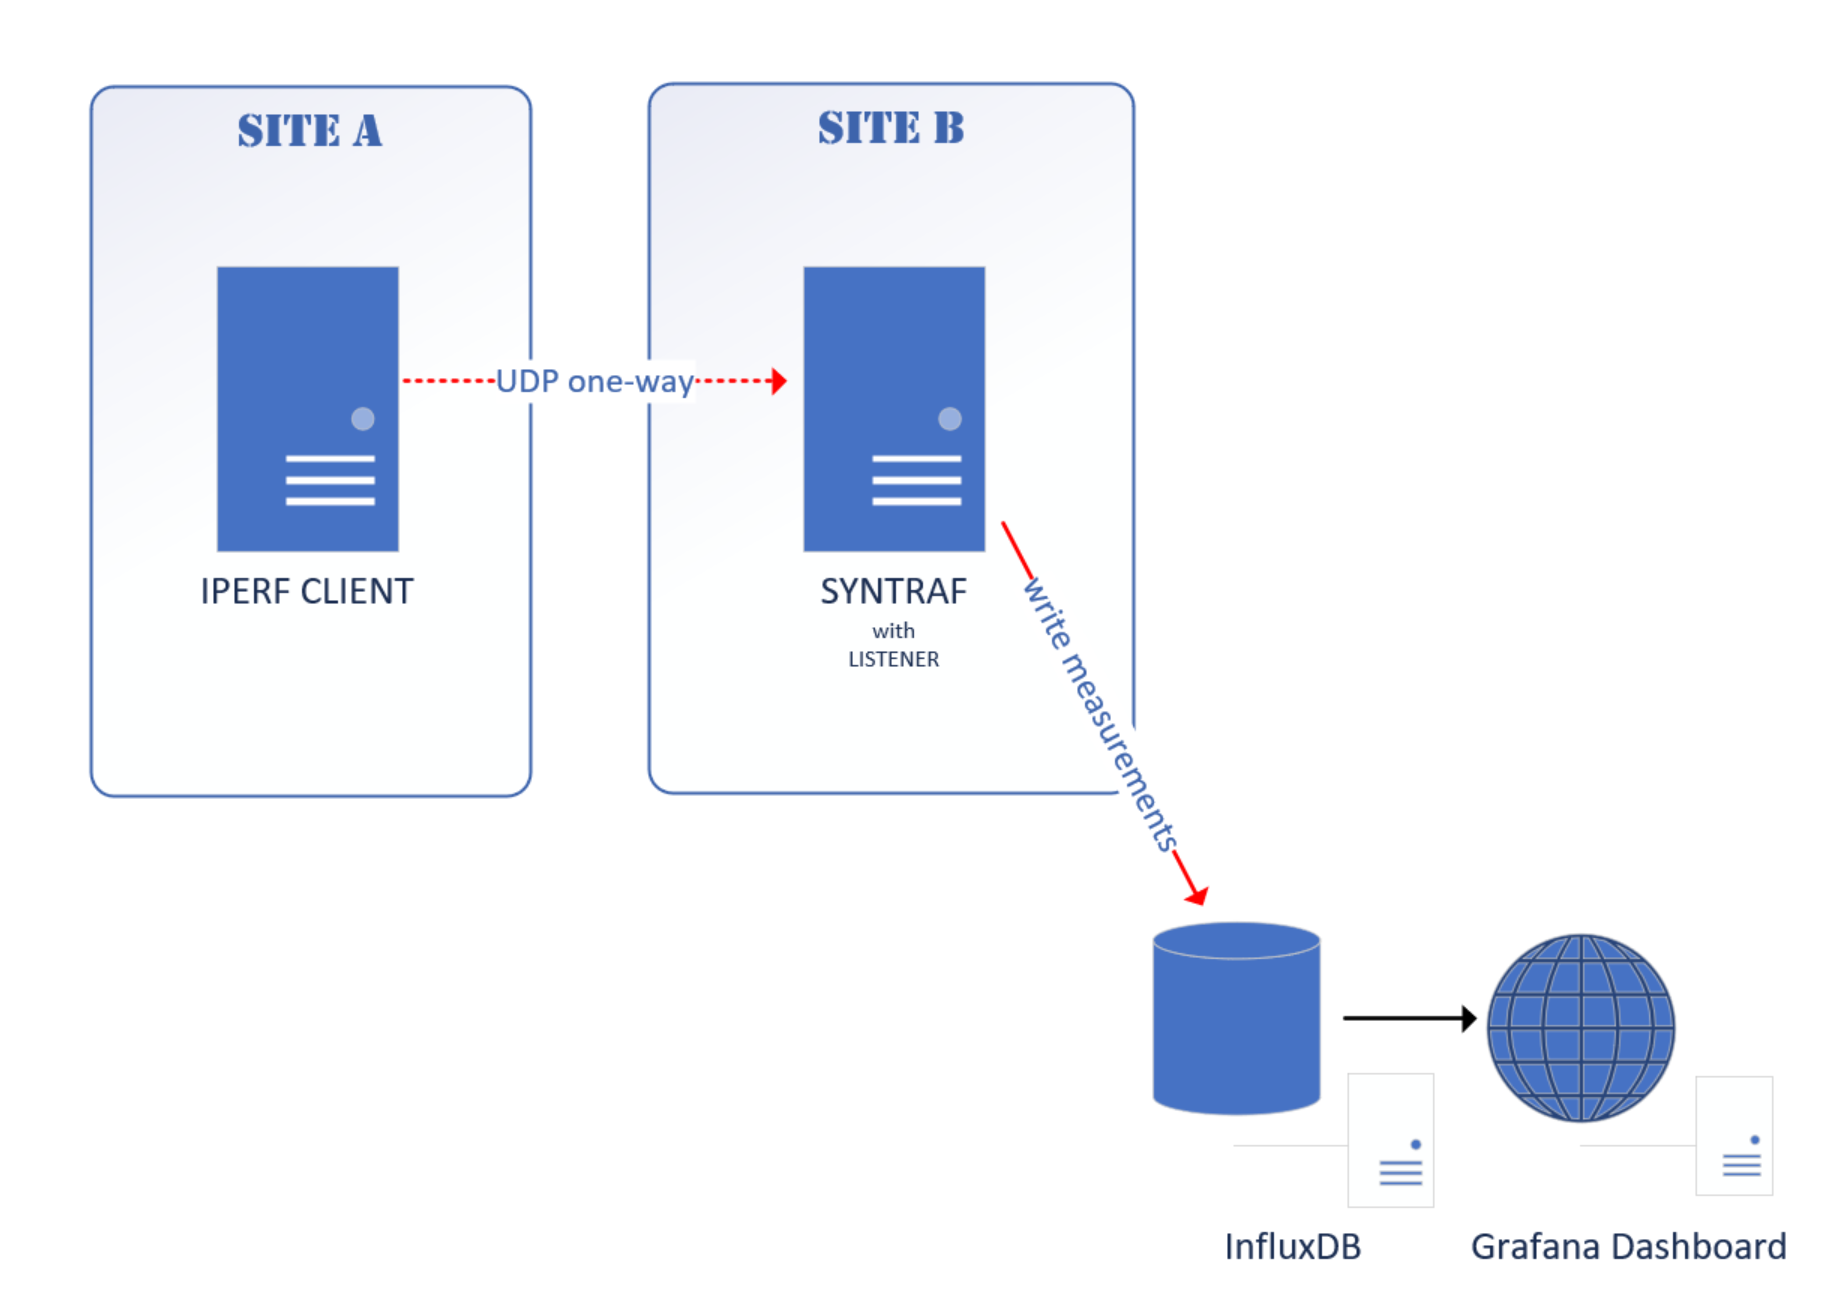 SITE A
SITE B
UDP one-way
IPERF CLIENT
SYNTRAF
with
LISTENER
write measurements
InfluxDB
Grafana Dashboard